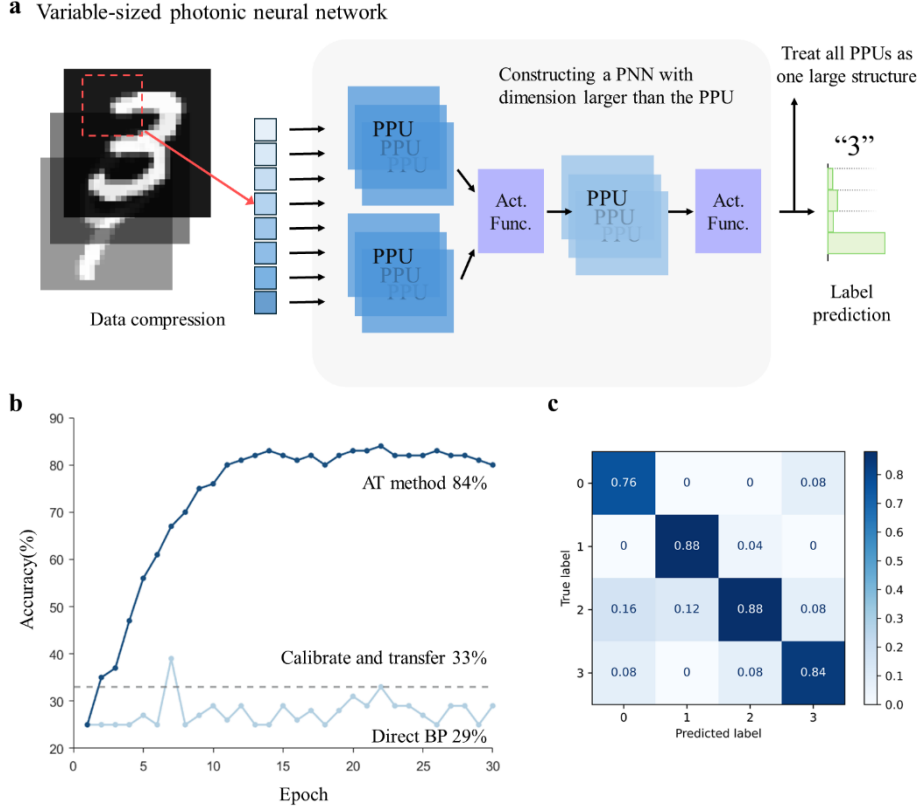 a Variable-sized photonic neural network
Treat all PPUs as
one large structure
Constructing a PNN with
dimension larger than the PPU
"3"
PPU
PPU
PPU
PPU
PPU
PPU
Act.
Func.
PPU
PPU
PPU
Act.
Func.
Data compression
Label
prediction
b
90
80
70
60
50
40
30
20
Accuracy(%)
AT method 84%
Calibrate and transfer 33%
Direct BP 29%
0 5 10 15 20 25 30
Epoch
c
0 0.76 0 0 0.08
1 0 0.88 0.04 0
2 0.16 0.12 0.88 0.08
3 0.08 0 0.08 0.84
0 1 2 3
True label
Predicted label
0.8
0.7
0.6
0.5
0.4
0.3
0.2
0.1
0.0